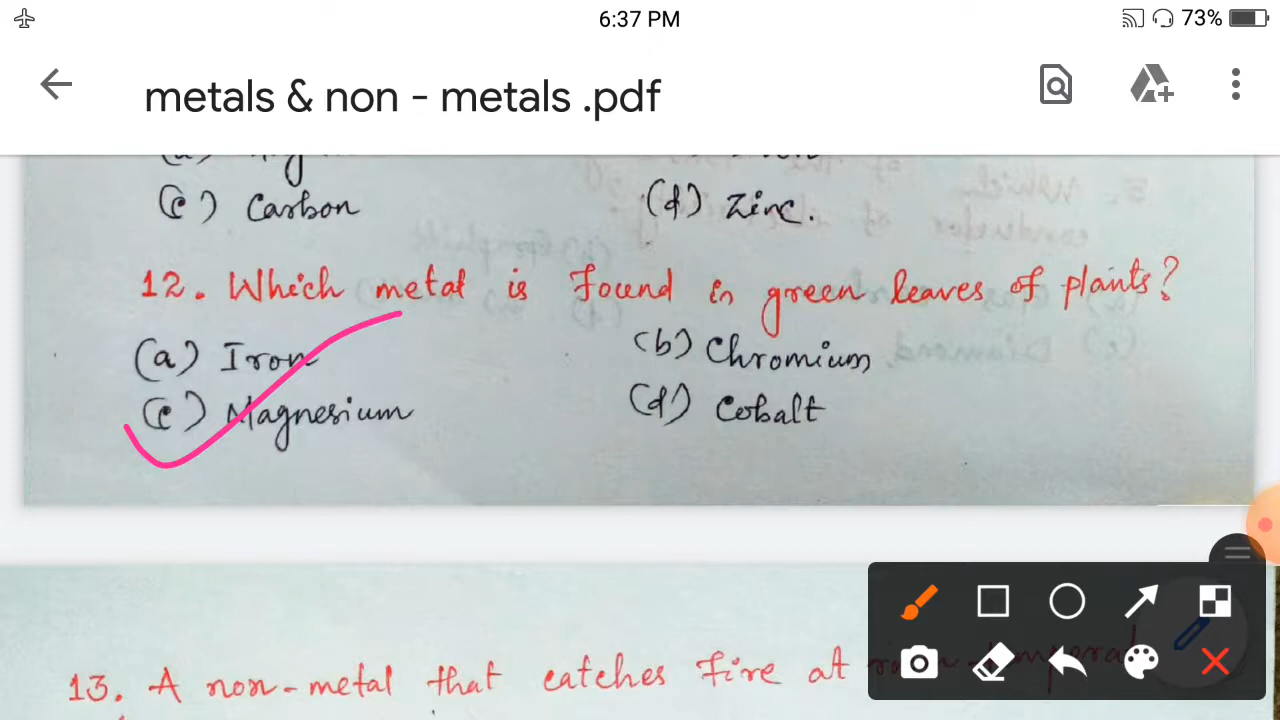 6:37 PM
73%
metals & non - metals .pdf
(c) Carbon (d) Zinc.
12. Which metal is found in green leaves of plants?
(a) Iron (b) Chromium
(c) Magnesium (d) Cobalt
13. A non-metal that catches fire at